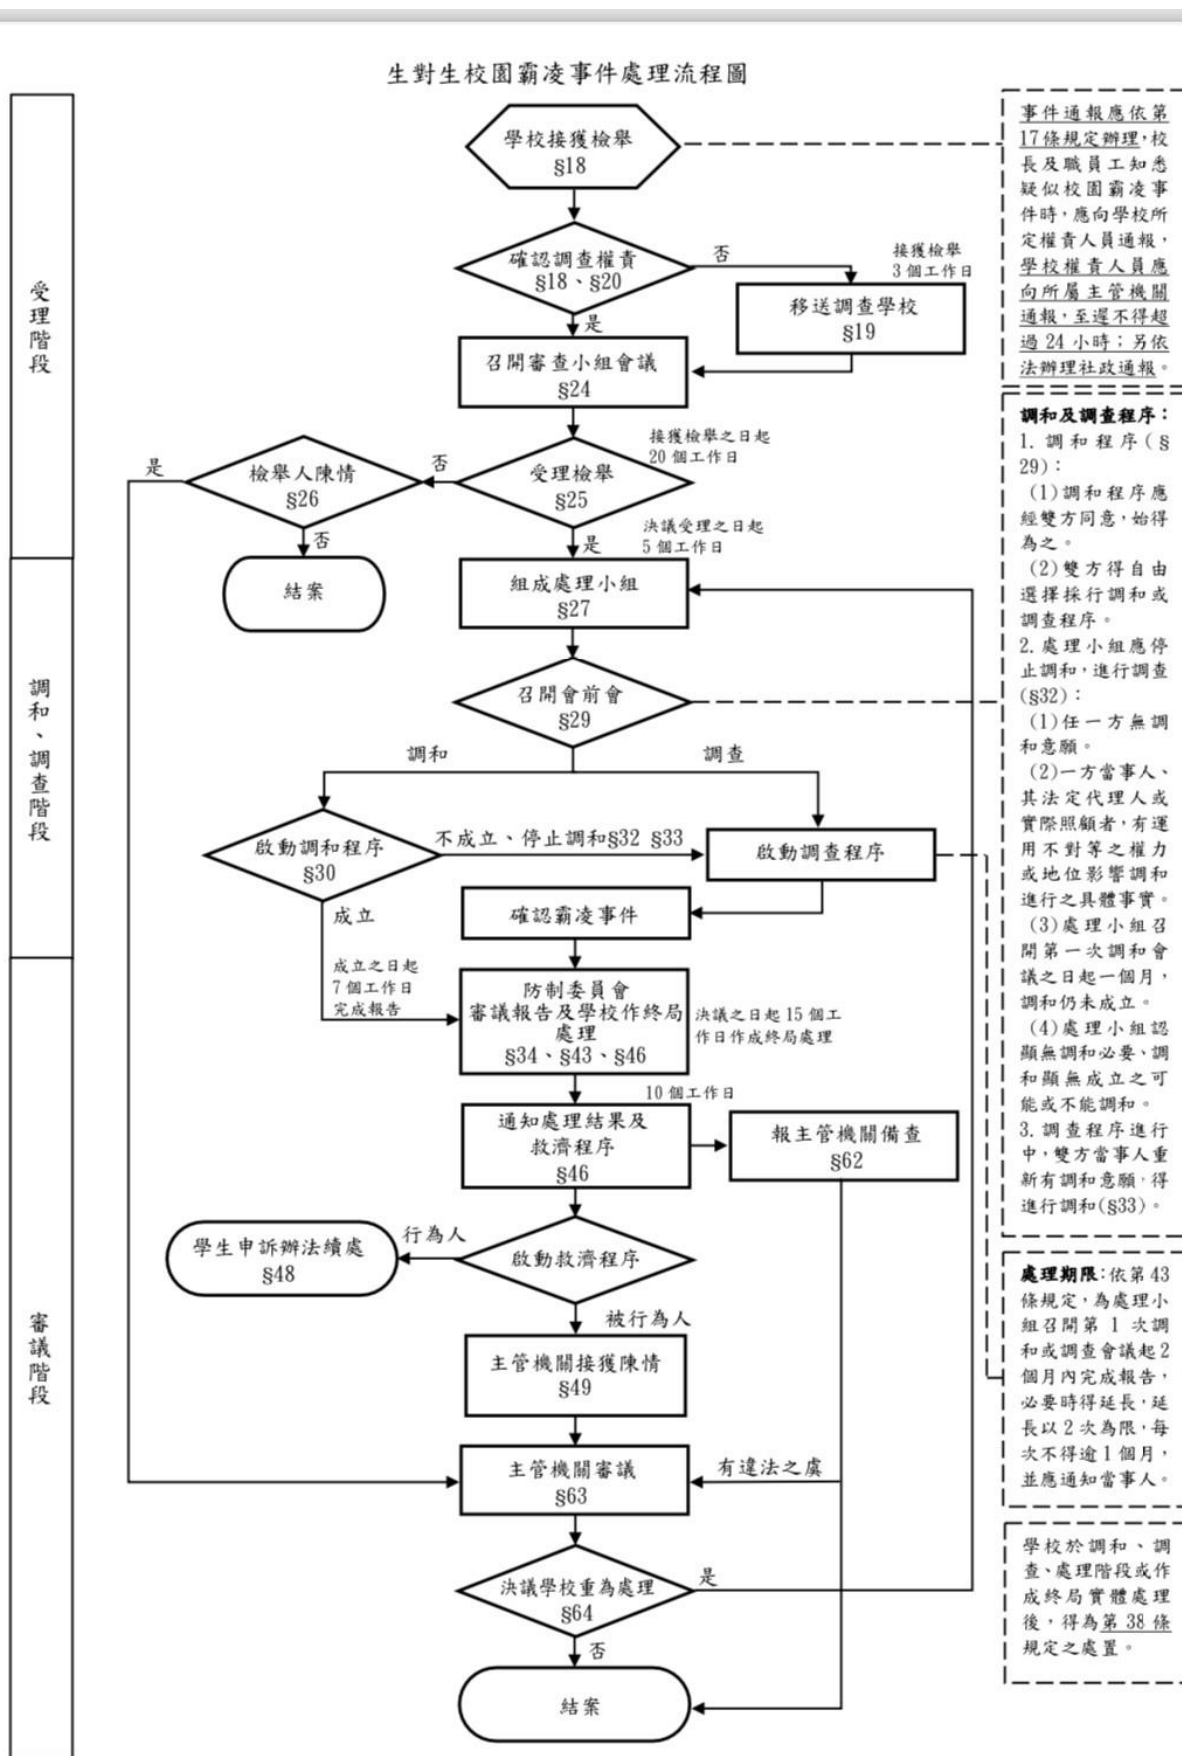 生對生校園霸凌事件處理流程圖
受理階段
調和、調查階段
審議階段
學校接獲檢舉
§18
確認調查權責
§18、§20
否
接獲檢舉
3 個工作日
移送調查學校
§19
是
召開審查小組會議
§24
接獲檢舉之日起
20 個工作日
受理檢舉
§25
否
檢舉人陳情
§26
是
否
結案
決議受理之日起
5 個工作日
是
組成處理小組
§27
召開會前會
§29
調和
調查
啟動調和程序
§30
不成立、停止調和§32 §33
啟動調查程序
成立
確認霸凌事件
成立之日起
7 個工作日
完成報告
防制委員會
審議報告及學校作終局
處理
§34、§43、§46
決議之日起 15 個工
作日作成終局處理
10 個工作日
通知處理結果及
救濟程序
§46
報主管機關備查
§62
啟動救濟程序
行為人
學生申訴辦法續處
§48
被行為人
主管機關接獲陳情
§49
主管機關審議
§63
有違法之虞
決議學校重為處理
§64
是
否
結案
事件通報應依第
17條規定辦理，校
長及職員工知悉
疑似校園霸凌事
件時，應向學校所
定權責人員通報，
學校權責人員應
向所屬主管機關
通報，至遲不得超
過 24 小時；另依
法辦理社政通報。
調和及調查程序：
1. 調和程序（§
29）：
(1)調和程序應
經雙方同意，始得
為之。
(2)雙方得自由
選擇採行調和或
調查程序。
2. 處理小組應停
止調和，進行調查
(§32)：
(1)任一方無調
和意願。
(2)一方當事人、
其法定代理人或
實際照顧者，有運
用不對等之權力
或地位影響調和
進行之具體事實。
(3)處理小組召
開第一次調和會
議之日起一個月，
調和仍未成立。
(4)處理小組認
顯無調和必要、調
和顯無成立之可
能或不能調和。
3. 調查程序進行
中，雙方當事人重
新有調和意願，得
進行調和(§33)。
處理期限：依第 43
條規定，為處理小
組召開第 1 次調
和或調查會議起 2
個月內完成報告，
必要時得延長，延
長以 2 次為限，每
次不得逾 1 個月，
並應通知當事人。
學校於調和、調
查、處理階段或作
成終局實體處理
後，得為第 38 條
規定之處置。